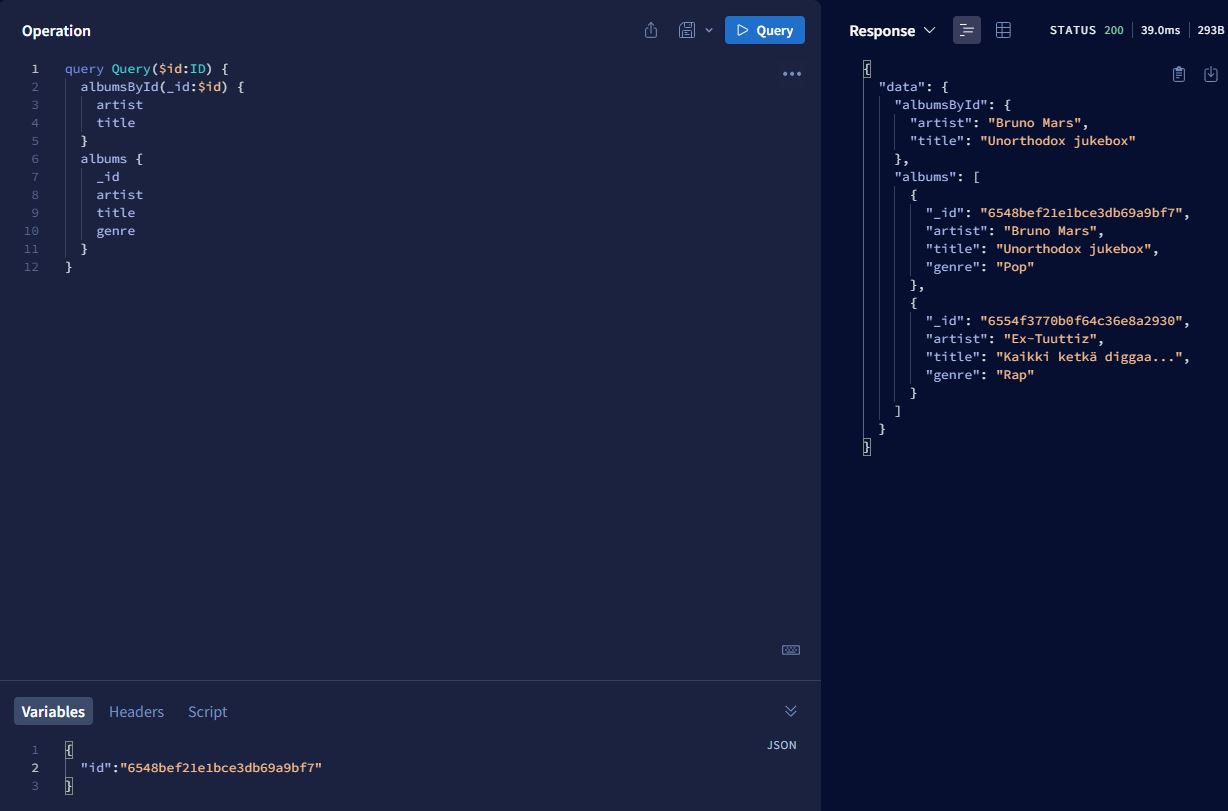 Operation
Query
1 query Query($id:ID) {
2 albumsById(_id:$id) {
3 artist
4 title
5 }
6 albums {
7 _id
8 artist
9 title
10 genre
11 }
12 }
Variables Headers Script
JSON
1 {
2 "id":"6548bef21e1bce3db69a9bf7"
3 }
Response STATUS 200 39.0ms 293B
{
"data": {
"albumsById": {
"artist": "Bruno Mars",
"title": "Unorthodox jukebox"
},
"albums": [
{
"_id": "6548bef21e1bce3db69a9bf7",
"artist": "Bruno Mars",
"title": "Unorthodox jukebox",
"genre": "Pop"
},
{
"_id": "6554f3770b0f64c36e8a2930",
"artist": "Ex-Tuuttiz",
"title": "Kaikki ketkä diggaa...",
"genre": "Rap"
}
]
}
}